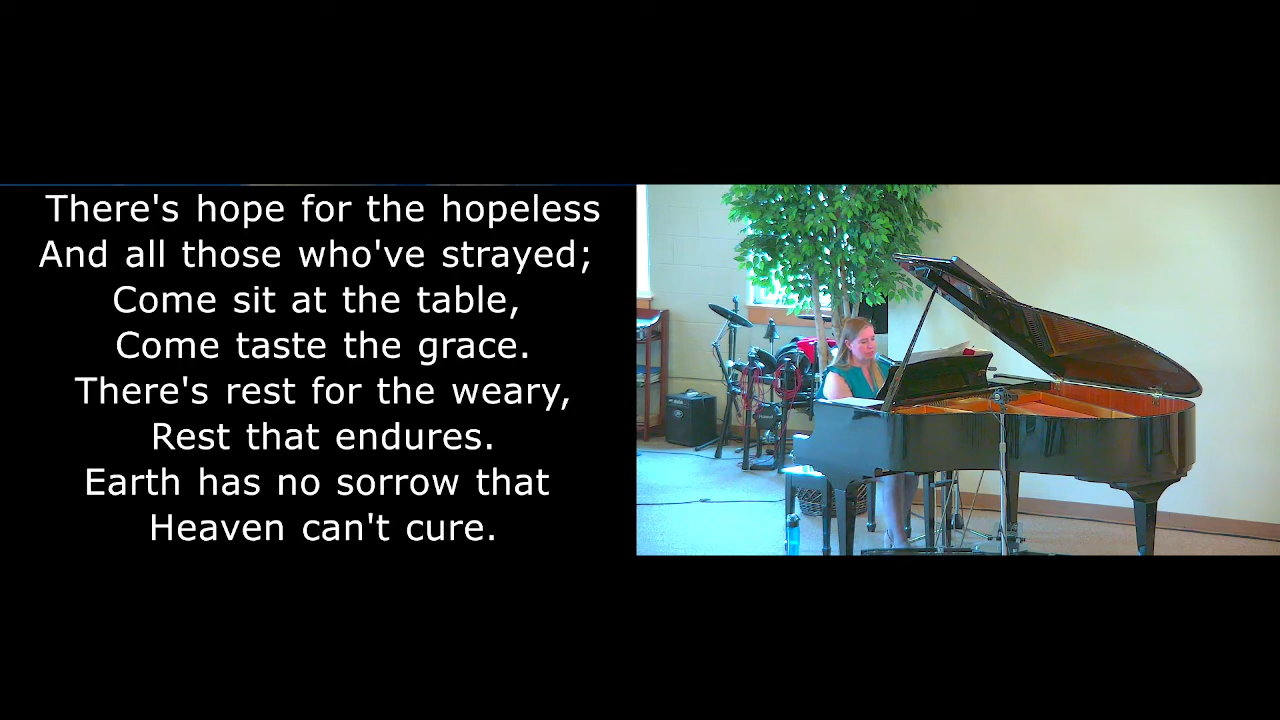 There's hope for the hopeless
And all those who've strayed;
Come sit at the table,
Come taste the grace.
There's rest for the weary,
Rest that endures.
Earth has no sorrow that
Heaven can't cure.